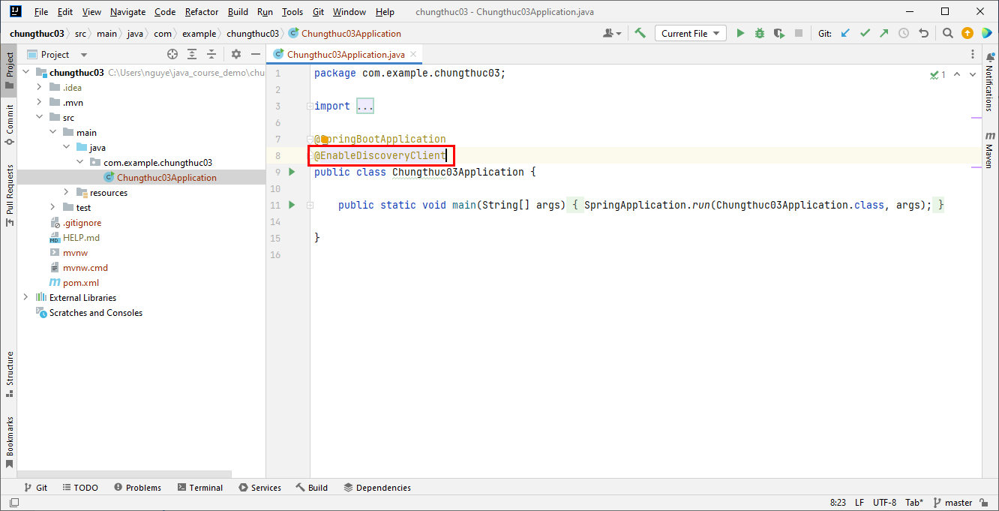 File Edit View Navigate Code Refactor Build Run Tools Git Window Help chungthuc03 - Chungthuc03Application.java
chungthuc03 src main java com example chungthuc03 Chungthuc03Application Current File Git:
Project
Chungthuc03Application.java
chungthuc03 C:\Users\nguye\java_course_demo\chu
.idea
.mvn
src
main
java
com.example.chungthuc03
Chungthuc03Application
resources
test
.gitignore
HELP.md
mvnw
mvnw.cmd
pom.xml
External Libraries
Scratches and Consoles
Project
Commit
Pull Requests
Structure
Bookmarks
1 package com.example.chungthuc03;
2
3 import ...
6
7 @SpringBootApplication
8 @EnableDiscoveryClient
9 public class Chungthuc03Application {
10
11 public static void main(String[] args) { SpringApplication.run(Chungthuc03Application.class, args); }
14
15 }
16
1
Notifications
Maven
Git TODO Problems Terminal Services Build Dependencies
8:23 LF UTF-8 Tab* master